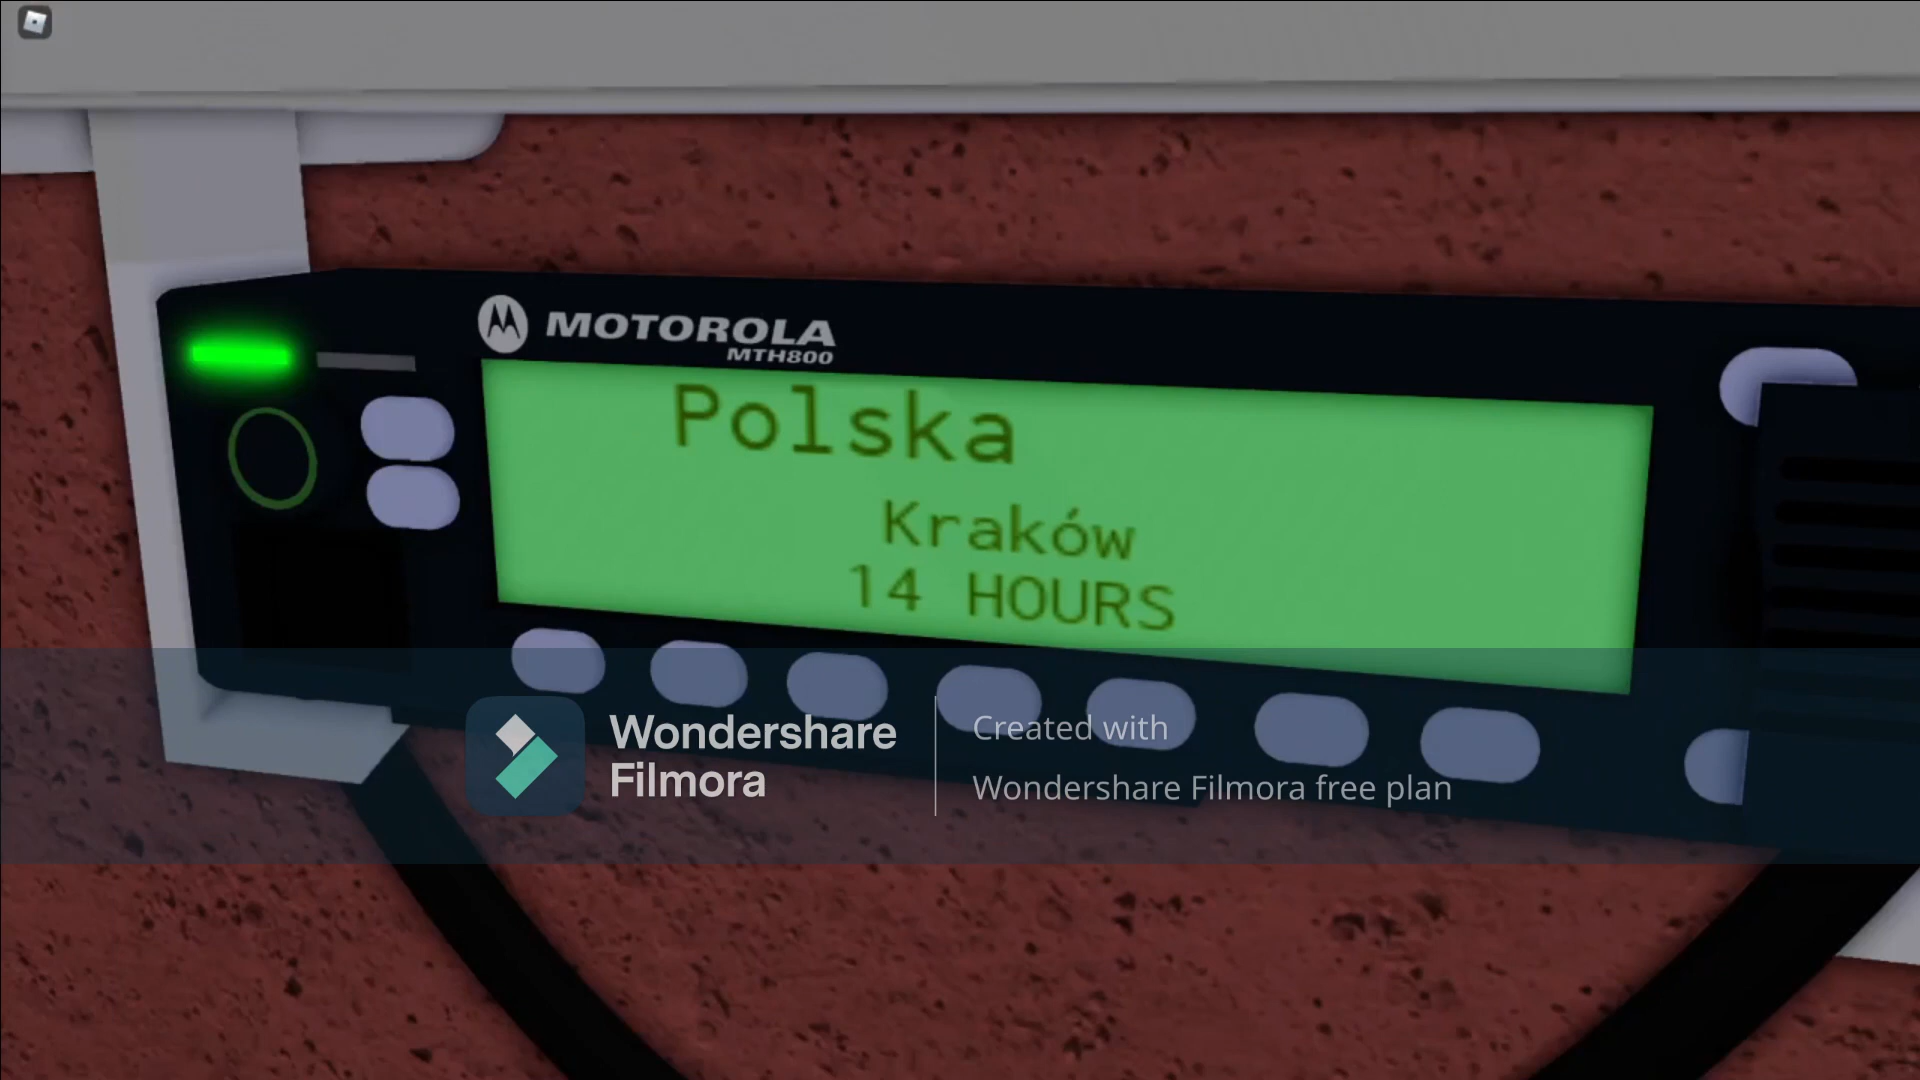 MOTOROLA
MTH800
Polska
Kraków
14 HOURS
Wondershare
Filmora
Created with
Wondershare Filmora free plan